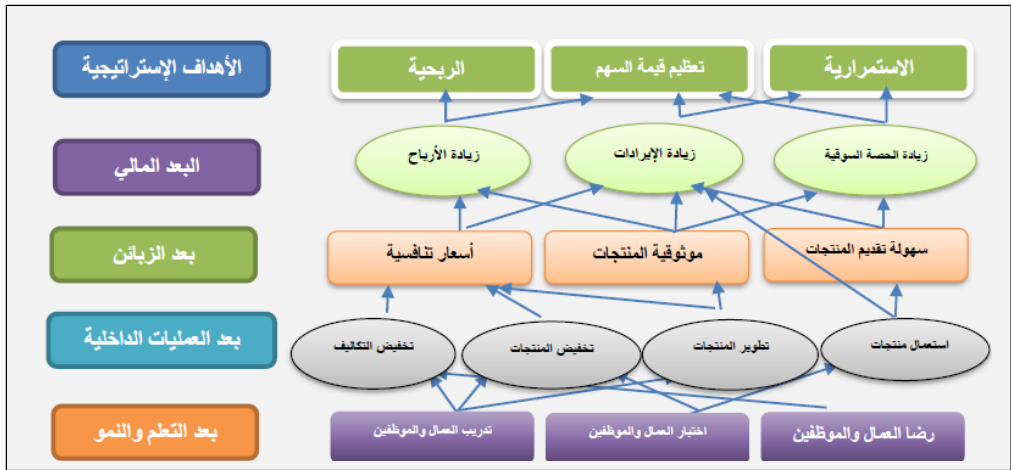 الأهداف الإستراتيجية
الاستمرارية
تعظيم قيمة السهم
الربحية
البعد المالي
زيادة الحصة السوقية
زيادة الإيرادات
زيادة الأرباح
بعد الزبائن
سهولة تقديم المنتجات
موثوقية المنتجات
أسعار تنافسية
بعد العمليات الداخلية
استعمال منتجات
تطوير المنتجات
تخفيض المنتجات
تخفيض التكاليف
بعد التعلم والنمو
رضا العمال والموظفين
اختبار العمال والموظفين
تدريب العمال والموظفين